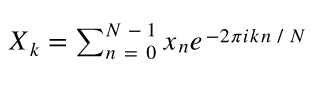 X_k = ∑_{n = 0}^{N − 1} x_n e^{−2πikn / N}